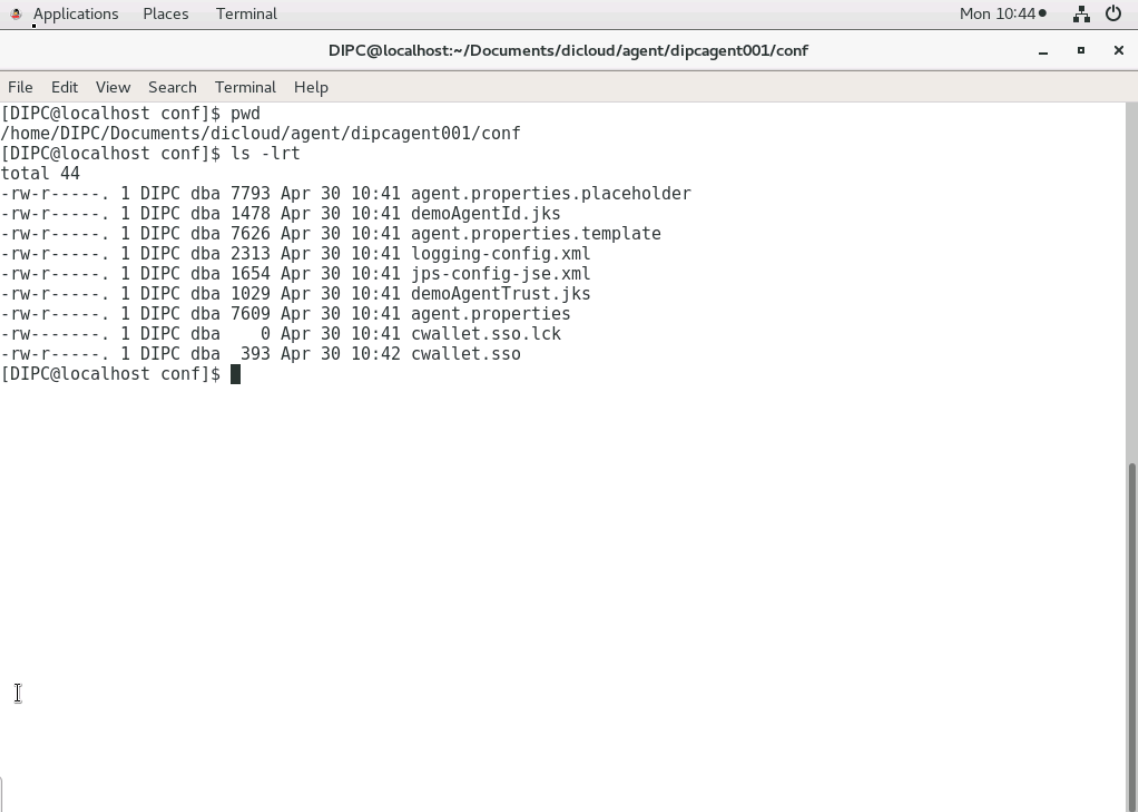 Applications Places Terminal Mon 10:44
DIPC@localhost:~/Documents/dicloud/agent/dipcagent001/conf
File Edit View Search Terminal Help
[DIPC@localhost conf]$ pwd
/home/DIPC/Documents/dicloud/agent/dipcagent001/conf
[DIPC@localhost conf]$ ls -lrt
total 44
-rw-r-----. 1 DIPC dba 7793 Apr 30 10:41 agent.properties.placeholder
-rw-r-----. 1 DIPC dba 1478 Apr 30 10:41 demoAgentId.jks
-rw-r-----. 1 DIPC dba 7626 Apr 30 10:41 agent.properties.template
-rw-r-----. 1 DIPC dba 2313 Apr 30 10:41 logging-config.xml
-rw-r-----. 1 DIPC dba 1654 Apr 30 10:41 jps-config-jse.xml
-rw-r-----. 1 DIPC dba 1029 Apr 30 10:41 demoAgentTrust.jks
-rw-r-----. 1 DIPC dba 7609 Apr 30 10:41 agent.properties
-rw-------. 1 DIPC dba    0 Apr 30 10:41 cwallet.sso.lck
-rw-r-----. 1 DIPC dba  393 Apr 30 10:42 cwallet.sso
[DIPC@localhost conf]$